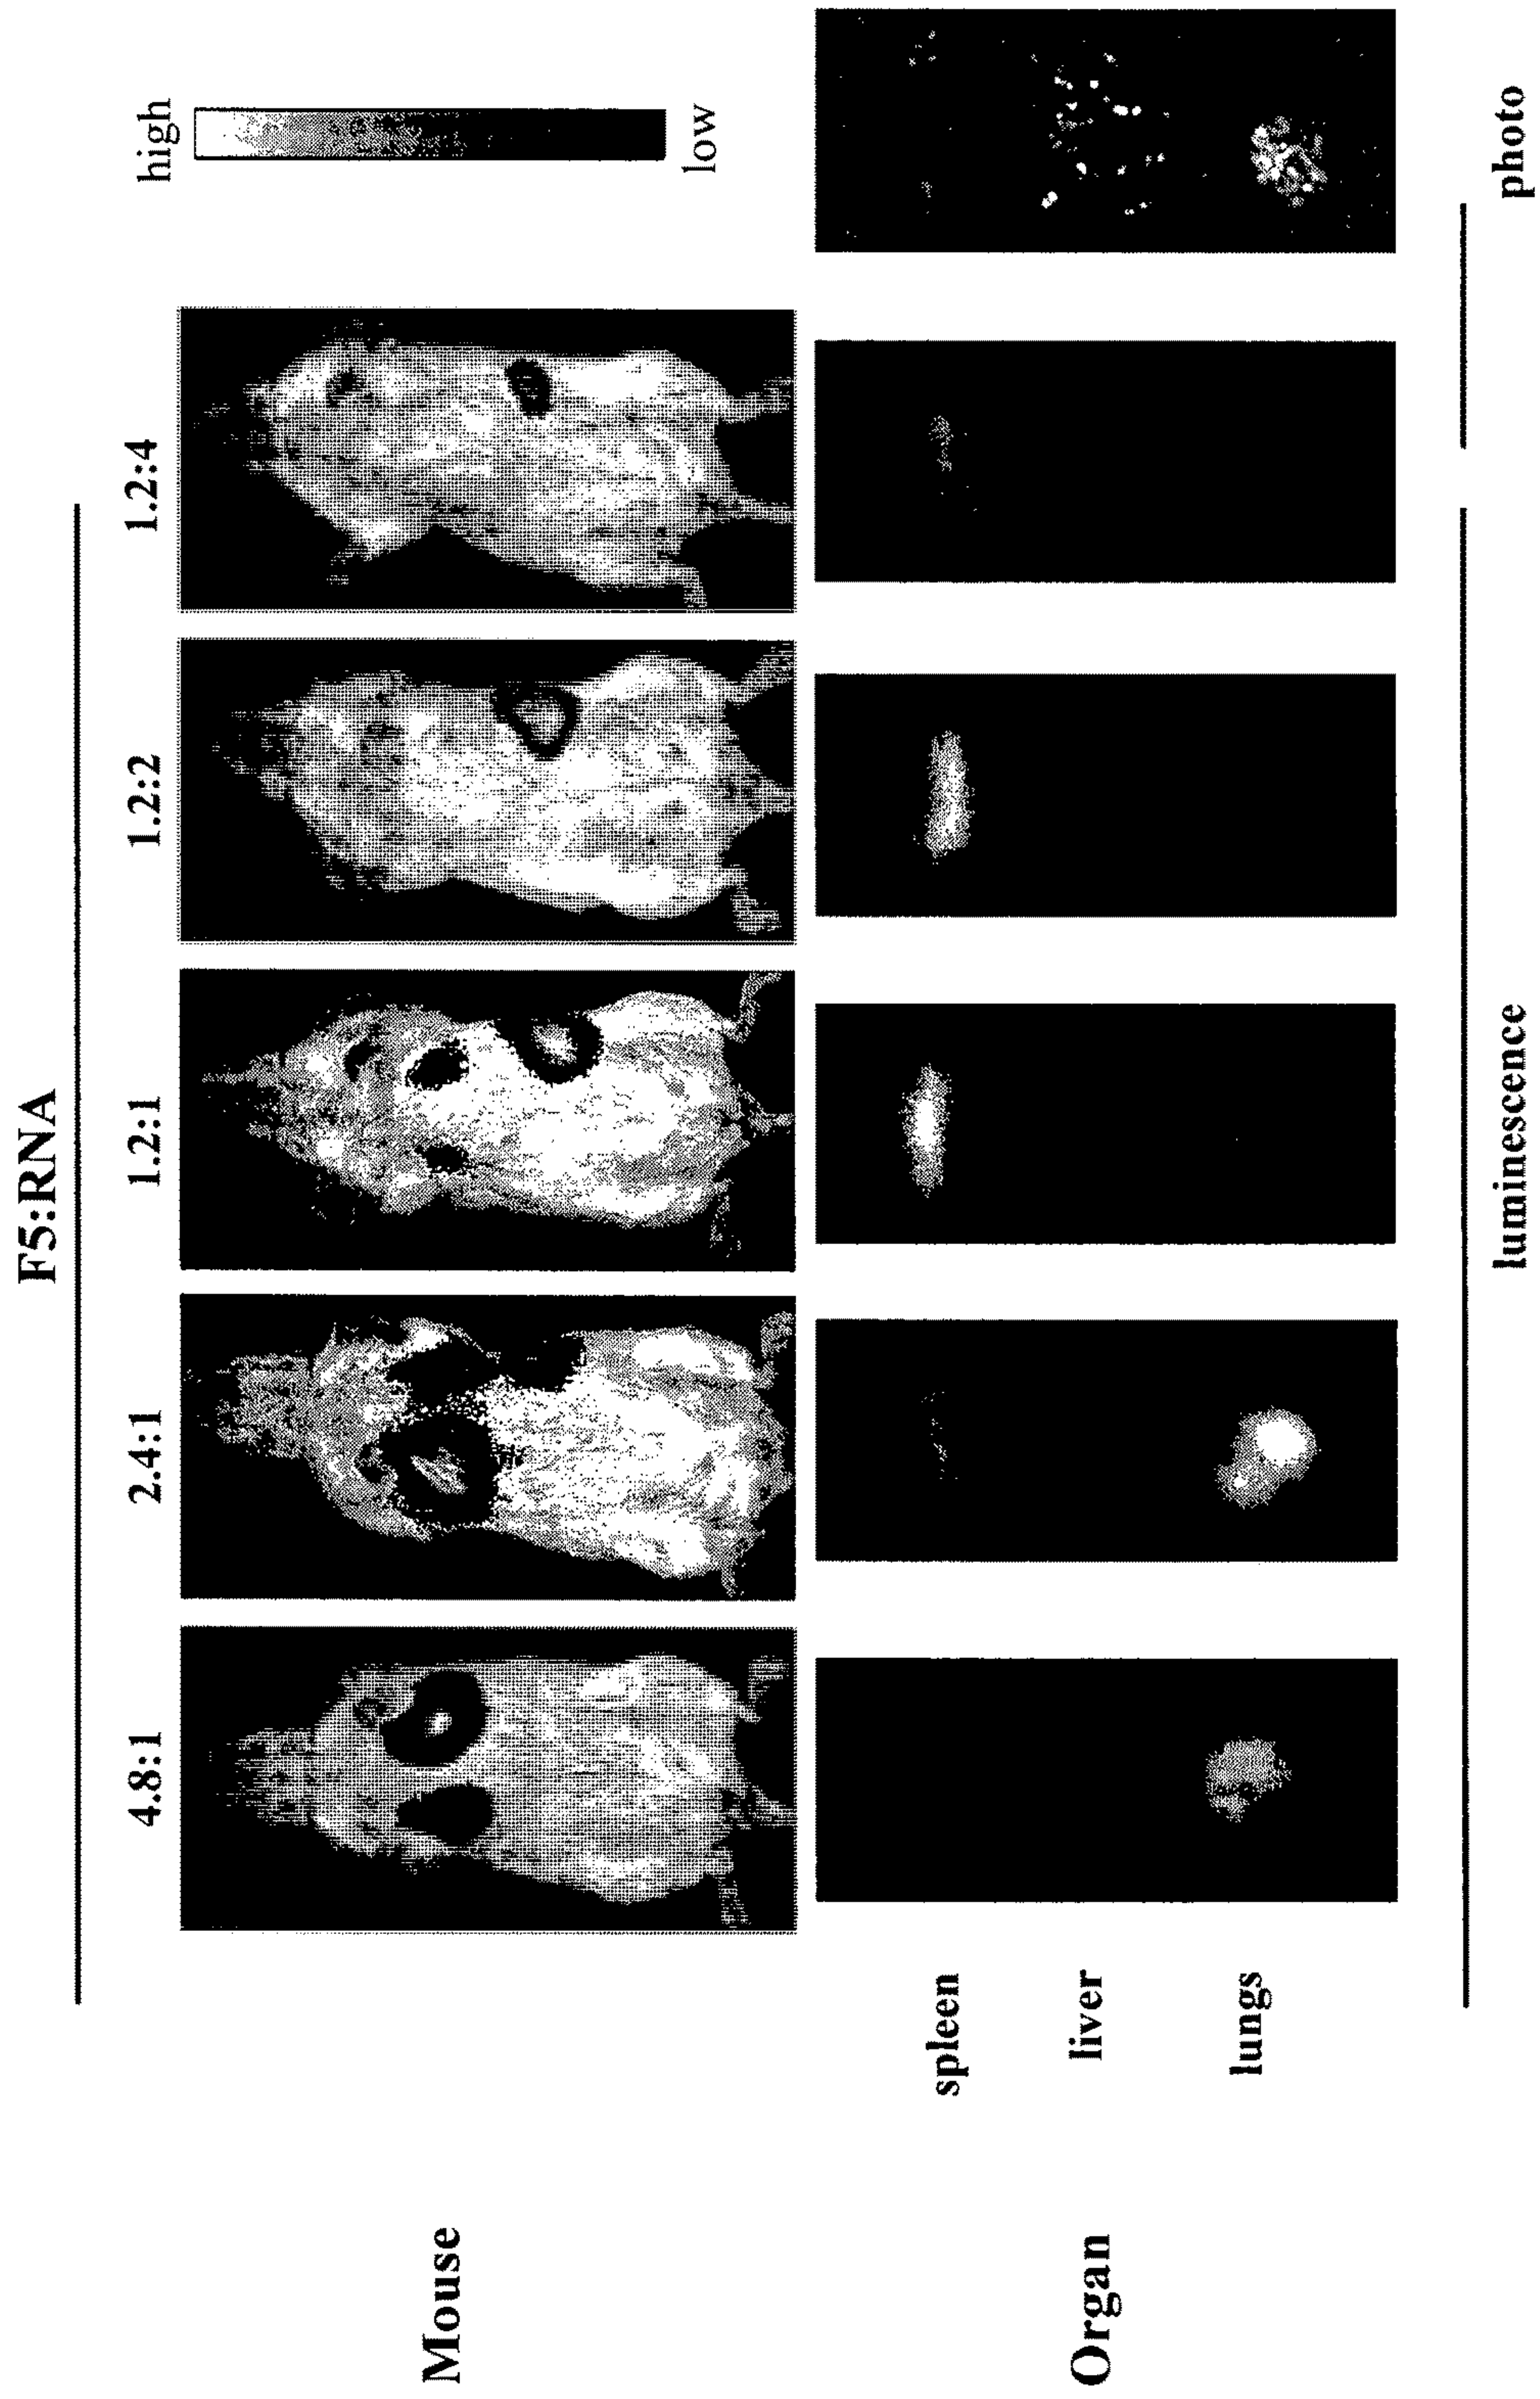 F5:RNA
4.8:1 2.4:1 1.2:1 1.2:2 1.2:4
high
low
Mouse
Organ
spleen
liver
lungs
luminescence photo